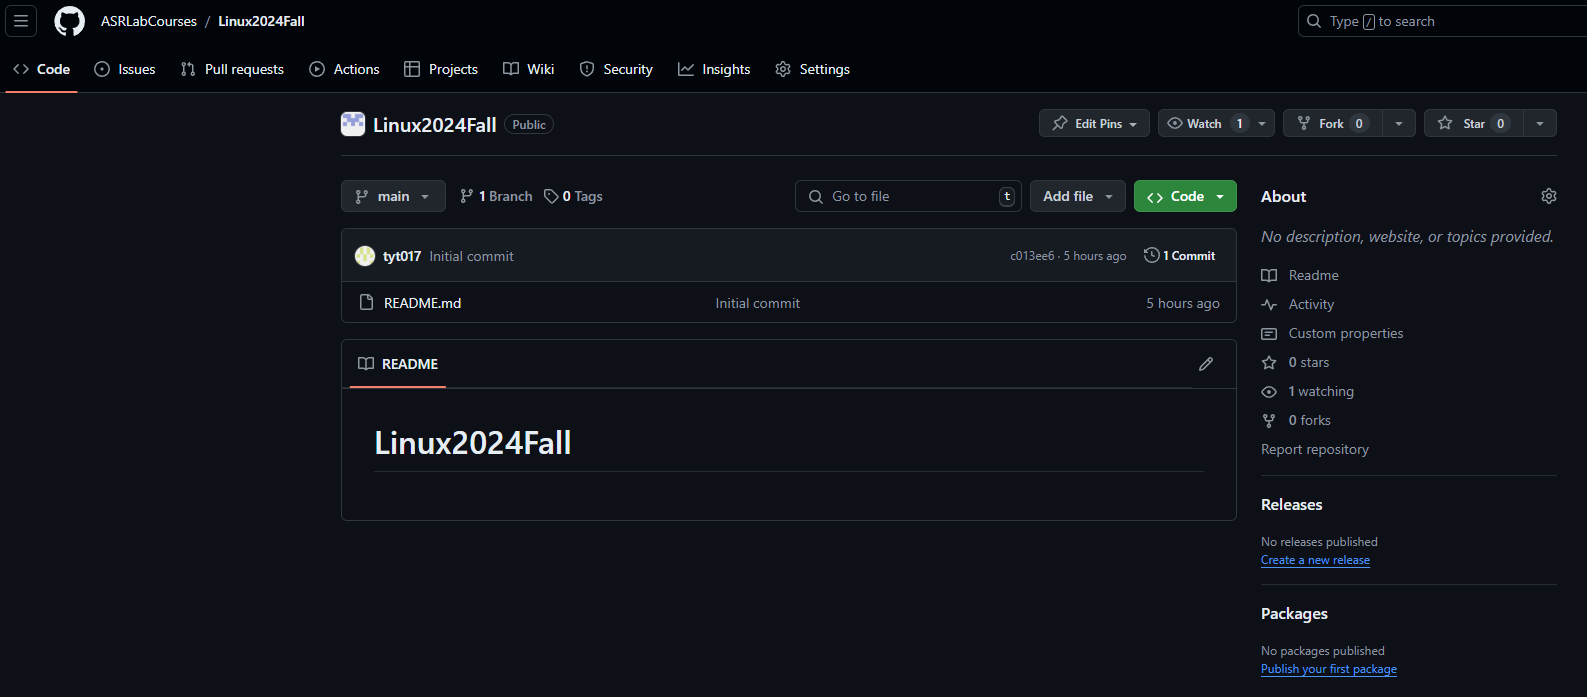 ASRLabCourses / Linux2024Fall
Type / to search
Code Issues Pull requests Actions Projects Wiki Security Insights Settings
Linux2024Fall Public
Edit Pins Watch 1 Fork 0 Star 0
main 1 Branch 0 Tags Go to file t Add file Code
tyt017 Initial commit c013ee6 · 5 hours ago 1 Commit
README.md Initial commit 5 hours ago
README
Linux2024Fall
About
No description, website, or topics provided.
Readme
Activity
Custom properties
0 stars
1 watching
0 forks
Report repository
Releases
No releases published
Create a new release
Packages
No packages published
Publish your first package